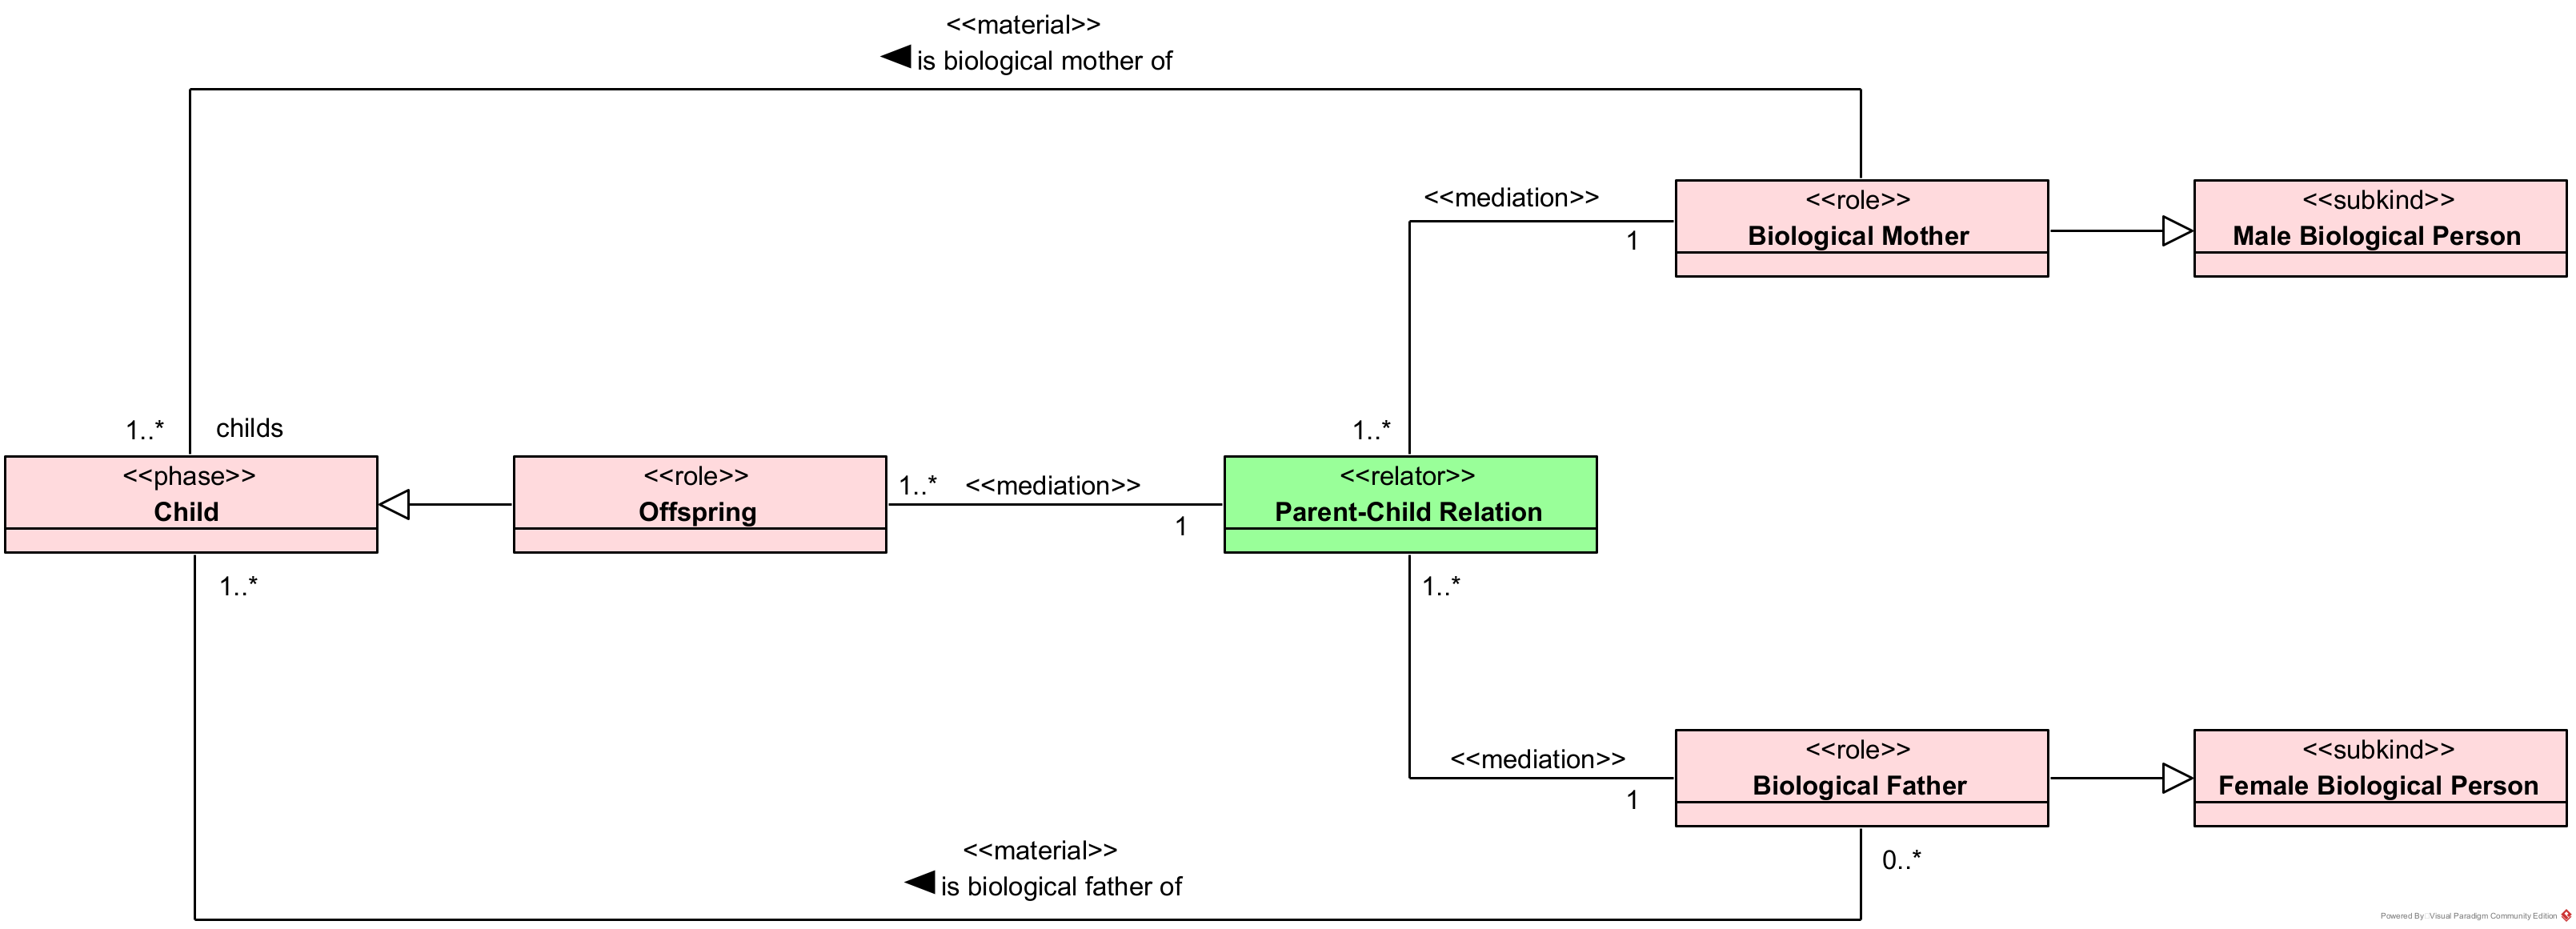 <<material>>
is biological mother of
<<mediation>>
1
<<role>>
Biological Mother
<<subkind>>
Male Biological Person
1..*
childs
1..*
<<phase>>
Child
<<role>>
Offspring
1..*
<<mediation>>
1
<<relator>>
Parent-Child Relation
1..*
1..*
<<mediation>>
1
<<role>>
Biological Father
<<subkind>>
Female Biological Person
<<material>>
is biological father of
0..*
Powered By Visual Paradigm Community Edition